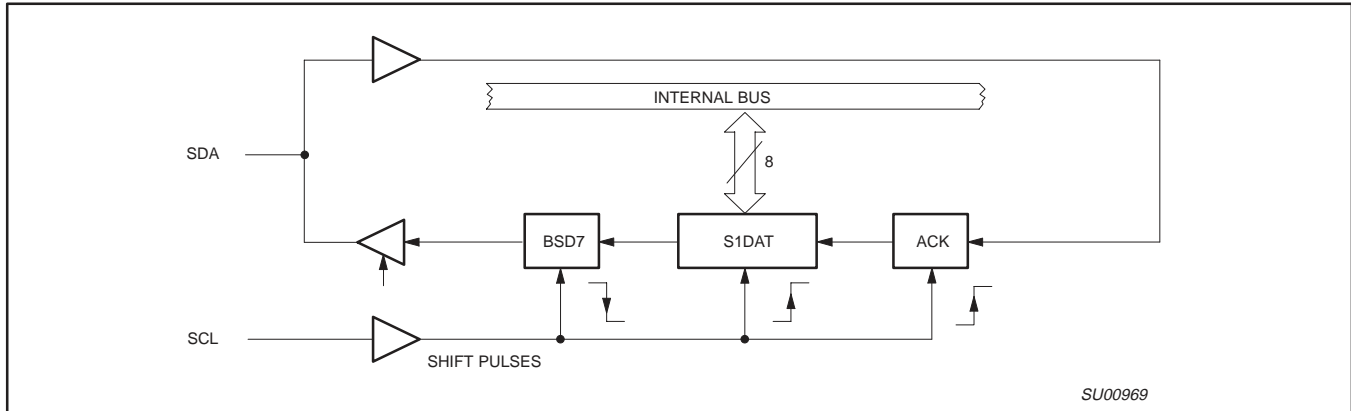 INTERNAL BUS
SDA
8
BSD7
S1DAT
ACK
SCL
SHIFT PULSES
SU00969